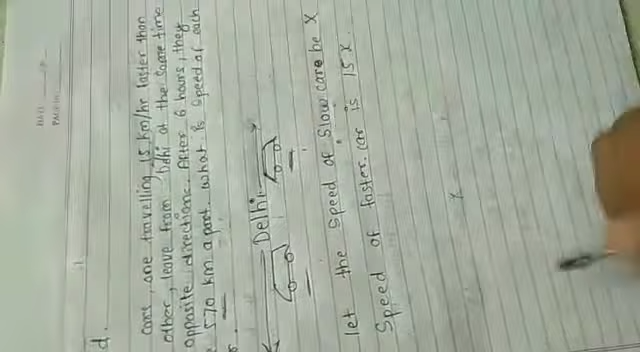 d.
cars, one travelling 15 km/hr faster than
other, leave from Delhi at the same time
opposite directions. After 6 hours, they
570 km apart. what is speed of each
r.
Delhi
let the speed of slow care be X
Speed of faster car is 15 X.
X